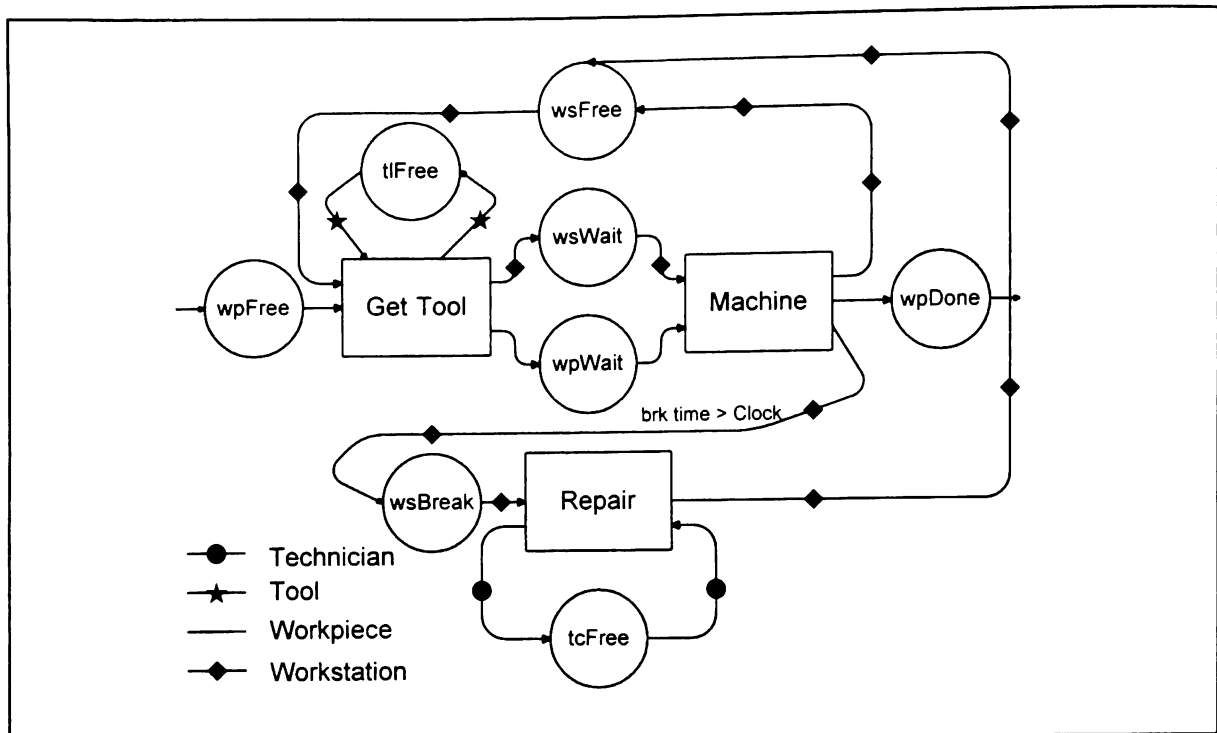 wsFree
tlFree
wsWait
wpFree
Get Tool
Machine
wpDone
wpWait
brk time > Clock
wsBreak
Repair
Technician
Tool
Workpiece
tcFree
Workstation